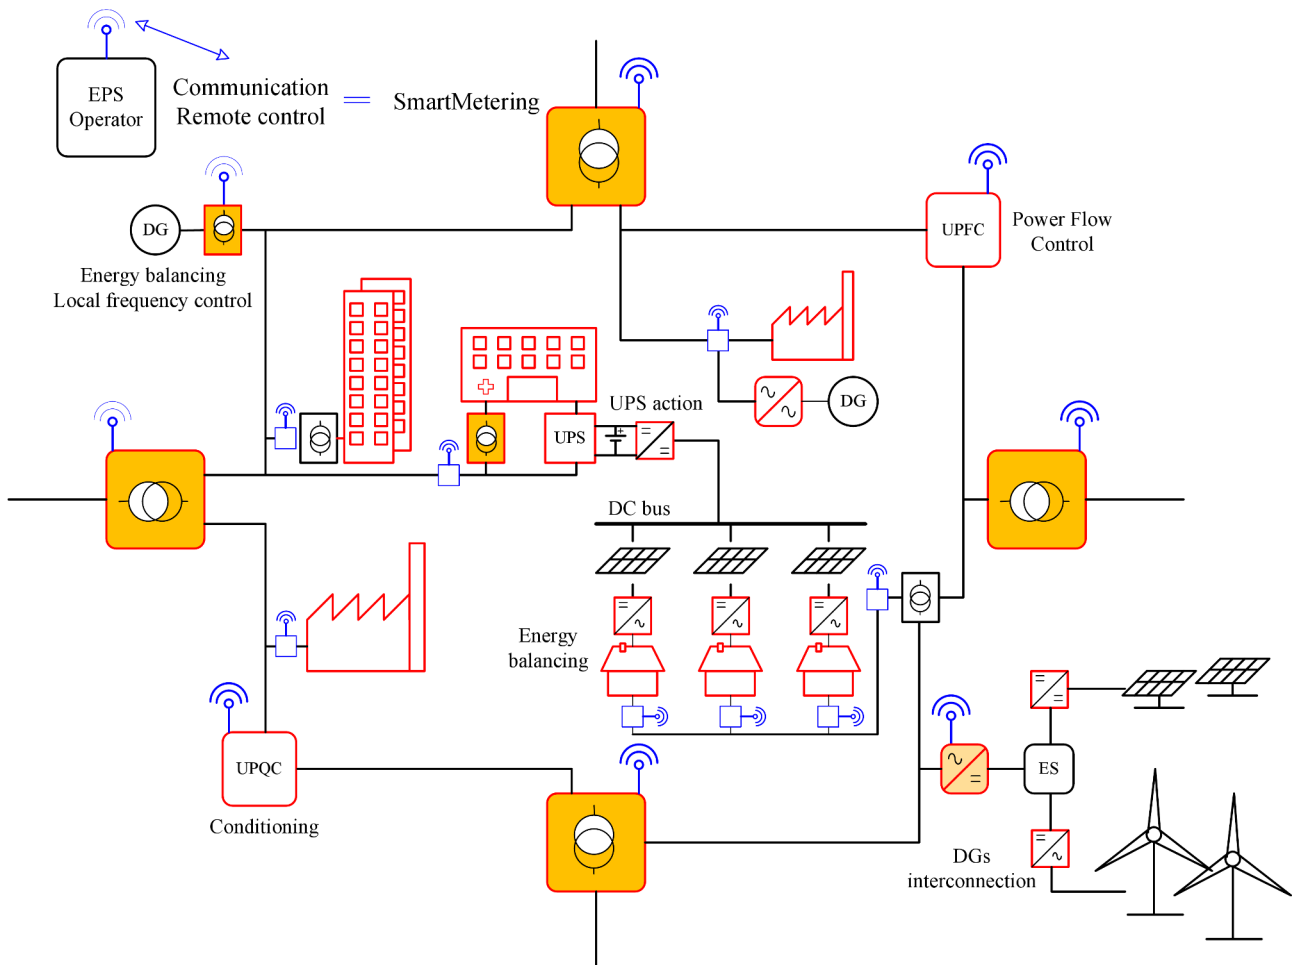 EPS
Operator
Communication
Remote control
SmartMetering
DG
Energy balancing
Local frequency control
UPFC
Power Flow
Control
UPS action
UPS
DG
DC bus
Energy
balancing
UPQC
Conditioning
ES
DGs
interconnection